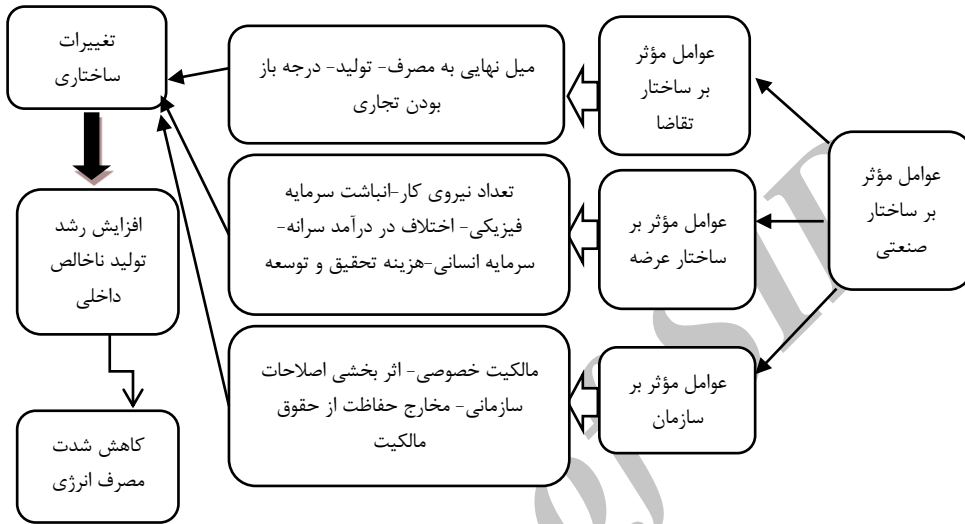 عوامل مؤثر
بر ساختار
صنعتی
عوامل مؤثر
بر ساختار
تقاضا
میل نهایی به مصرف- تولید- درجه باز
بودن تجاری
عوامل مؤثر بر
ساختار عرضه
تعداد نیروی کار-انباشت سرمایه
فیزیکی- اختلاف در درآمد سرانه-
سرمایه انسانی-هزینه تحقیق و توسعه
عوامل مؤثر بر
سازمان
مالکیت خصوصی- اثر بخشی اصلاحات
سازمانی- مخارج حفاظت از حقوق
مالکیت
تغییرات
ساختاری
افزایش رشد
تولید ناخالص
داخلی
کاهش شدت
مصرف انرژی
of SID